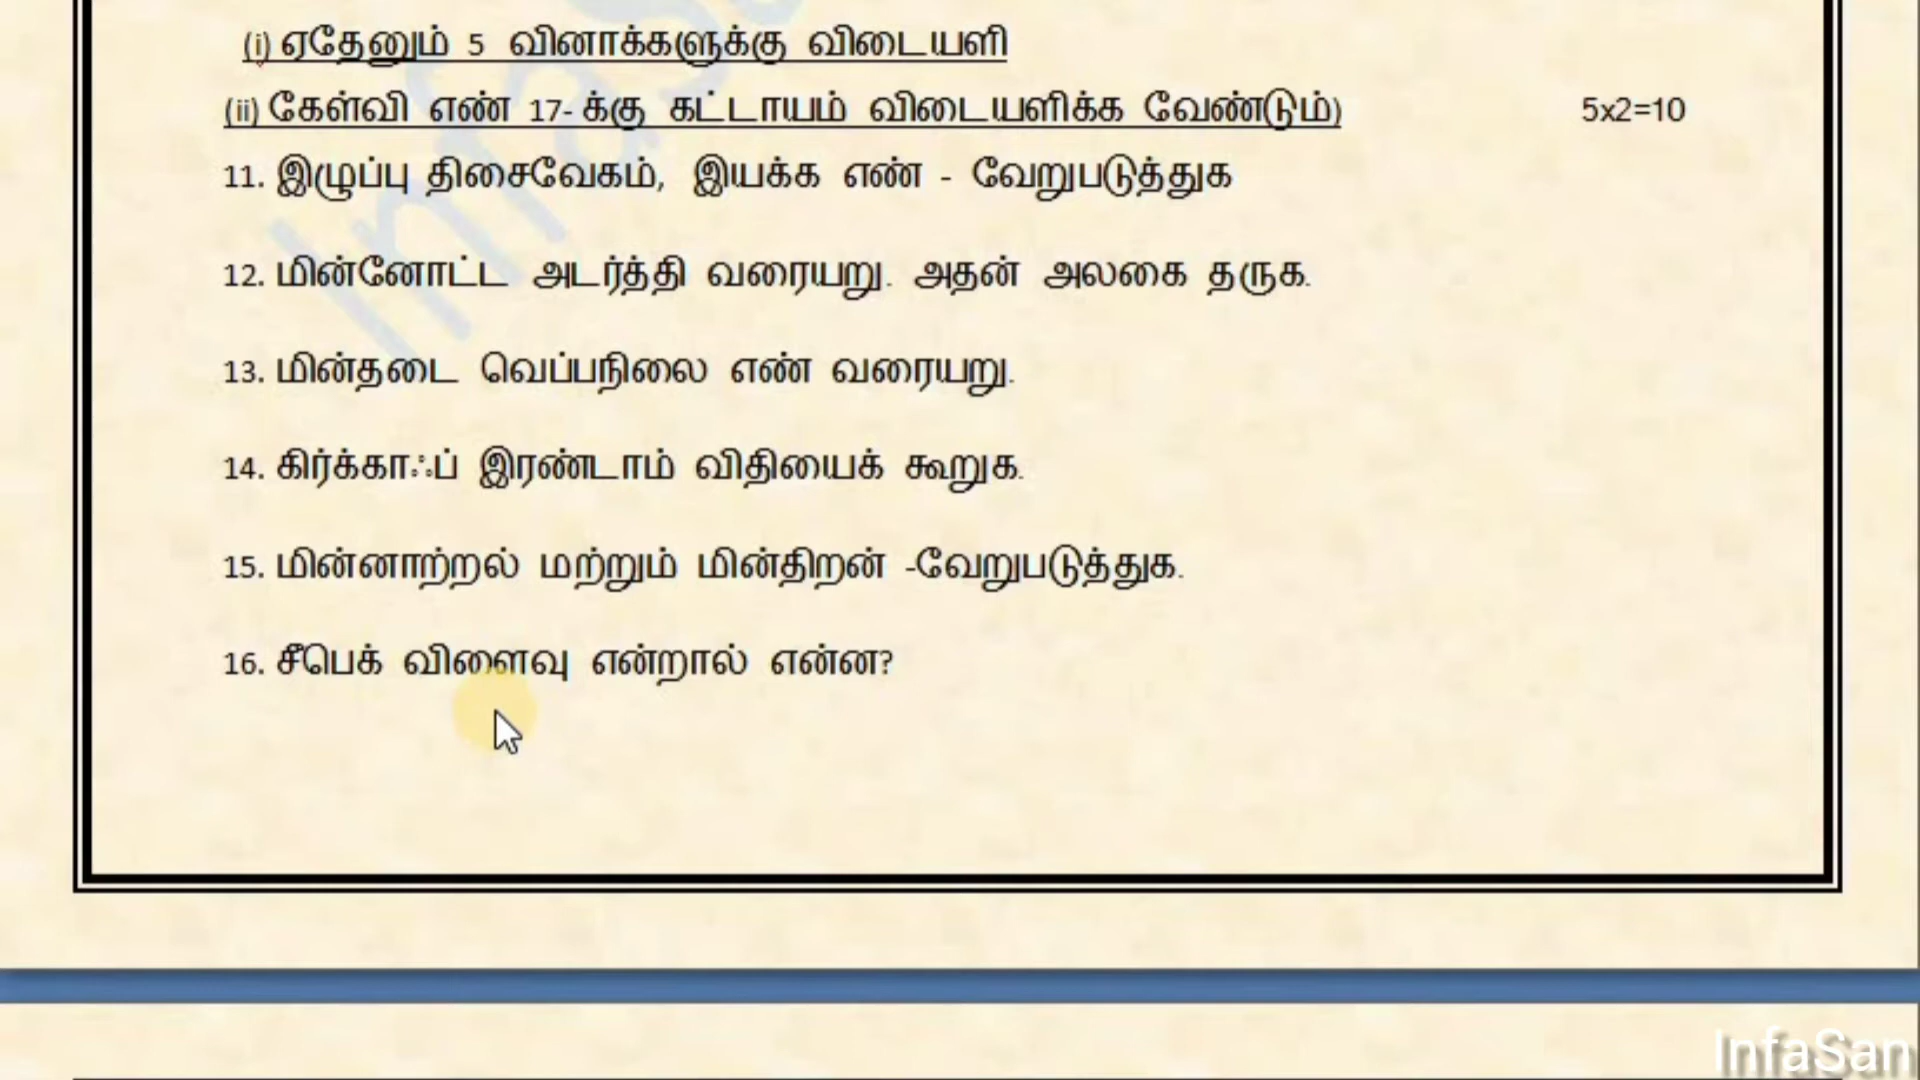 (i) ஏதேனும் 5 வினாக்களுக்கு விடையளி
(ii) கேள்வி எண் 17- க்கு கட்டாயம் விடையளிக்க வேண்டும்) 5x2=10
11. இழுப்பு திசைவேகம், இயக்க எண் - வேறுபடுத்துக
12. மின்னோட்ட அடர்த்தி வரையறு. அதன் அலகை தருக.
13. மின்தடை வெப்பநிலை எண் வரையறு.
14. கிர்க்காஃப் இரண்டாம் விதியைக் கூறுக.
15. மின்னாற்றல் மற்றும் மின்திறன் -வேறுபடுத்துக.
16. சீபெக் விளைவு என்றால் என்ன?
InfaSan